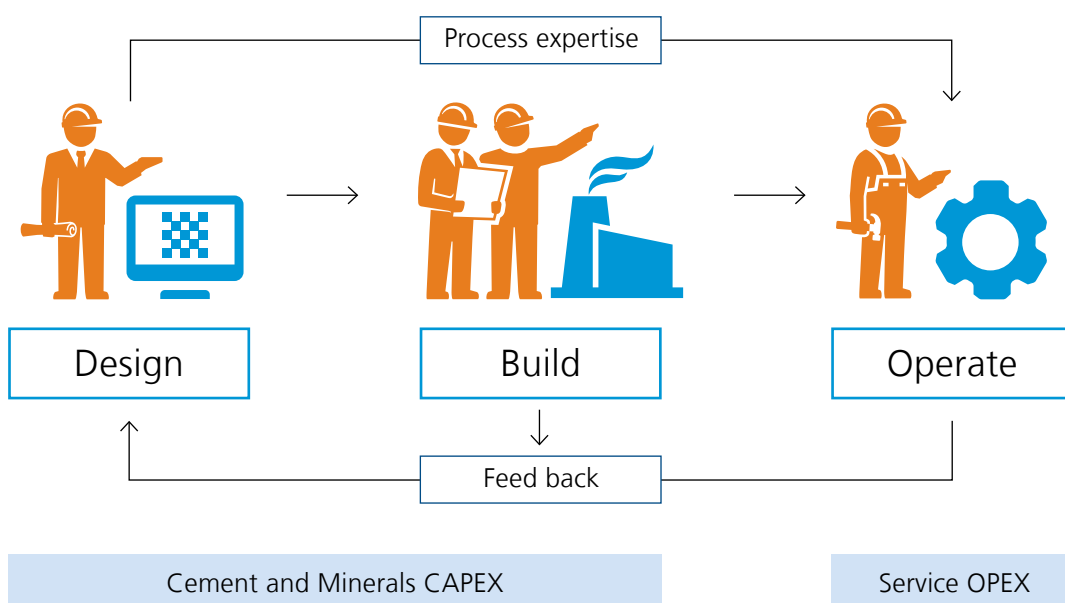 Process expertise
Design
Build
Operate
Feed back
Cement and Minerals CAPEX
Service OPEX